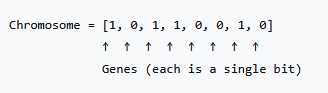 Chromosome = [1, 0, 1, 1, 0, 0, 1, 0]
↑ ↑ ↑ ↑ ↑ ↑ ↑ ↑
Genes (each is a single bit)